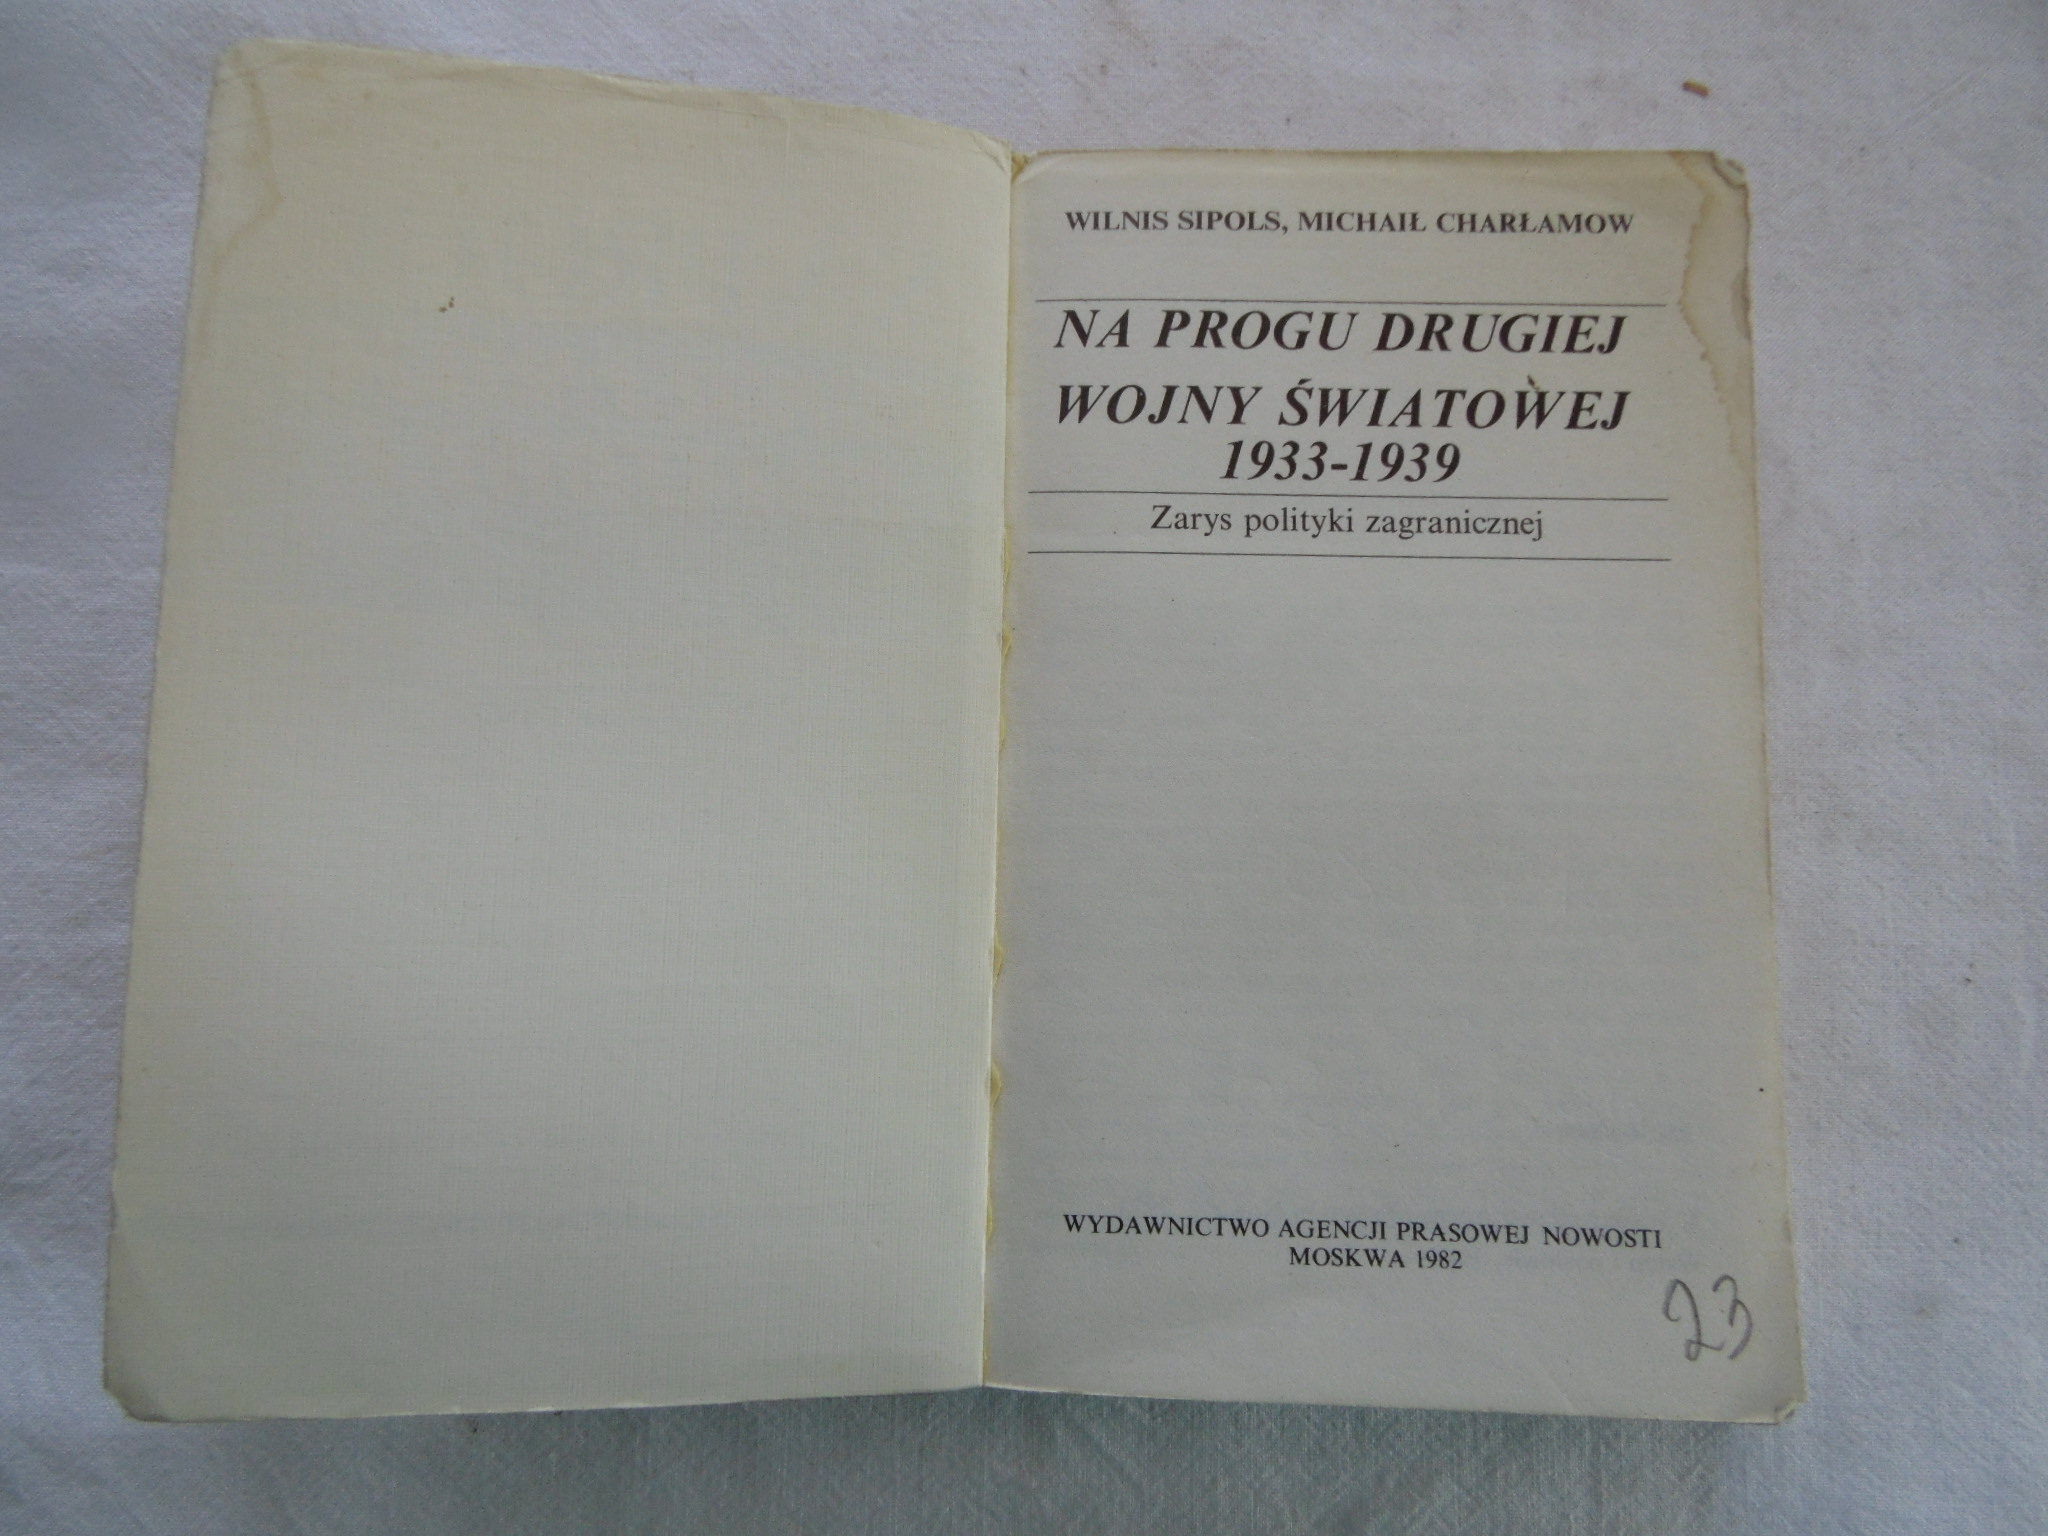 WILNIS SIPOLS, MICHAIŁ CHARŁAMOW
NA PROGU DRUGIEJ
WOJNY ŚWIATOWEJ
1933-1939
Zarys polityki zagranicznej
WYDAWNICTWO AGENCJI PRASOWEJ NOWOSTI
MOSKWA 1982
23